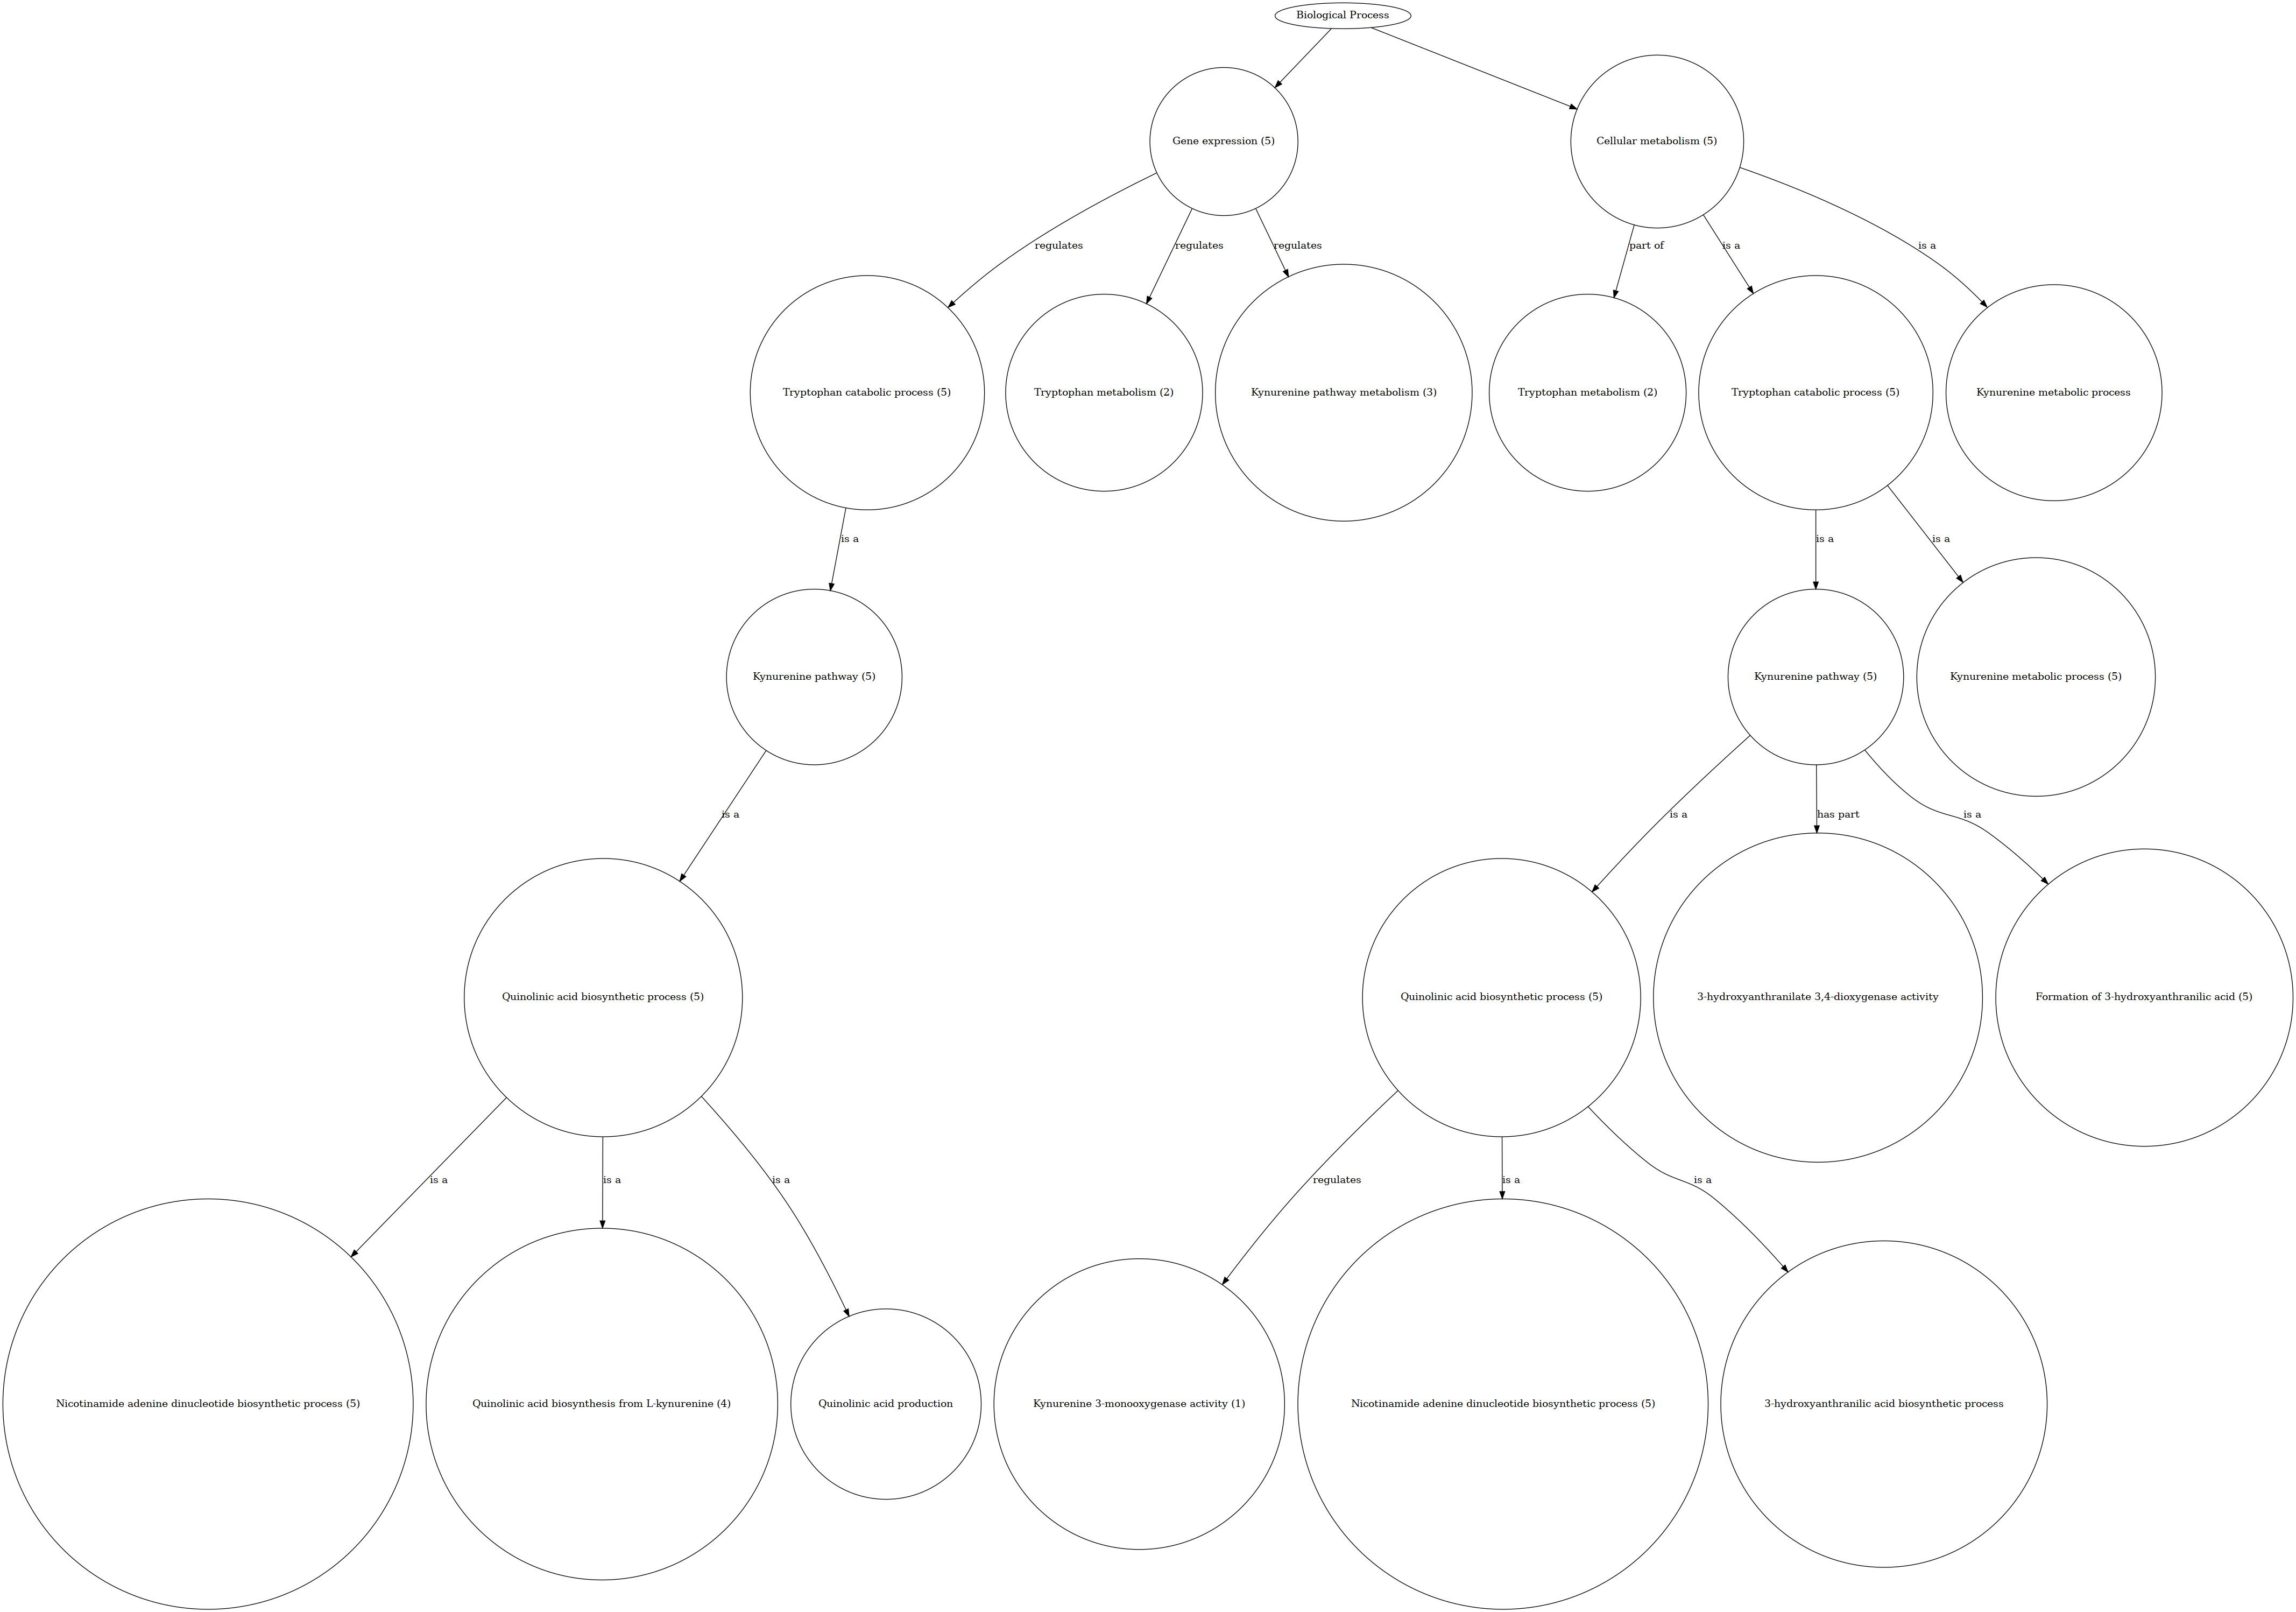 Biological Process
Gene expression (5)
Cellular metabolism (5)
regulates
regulates
regulates
part of
is a
is a
Tryptophan catabolic process (5)
Tryptophan metabolism (2)
Kynurenine pathway metabolism (3)
Tryptophan metabolism (2)
Tryptophan catabolic process (5)
Kynurenine metabolic process
is a
is a
is a
Kynurenine pathway (5)
Kynurenine pathway (5)
Kynurenine metabolic process (5)
is a
is a
has part
is a
Quinolinic acid biosynthetic process (5)
Quinolinic acid biosynthetic process (5)
3-hydroxyanthranilate 3,4-dioxygenase activity
Formation of 3-hydroxyanthranilic acid (5)
is a
is a
is a
regulates
is a
is a
Nicotinamide adenine dinucleotide biosynthetic process (5)
Quinolinic acid biosynthesis from L-kynurenine (4)
Quinolinic acid production
Kynurenine 3-monooxygenase activity (1)
Nicotinamide adenine dinucleotide biosynthetic process (5)
3-hydroxyanthranilic acid biosynthetic process